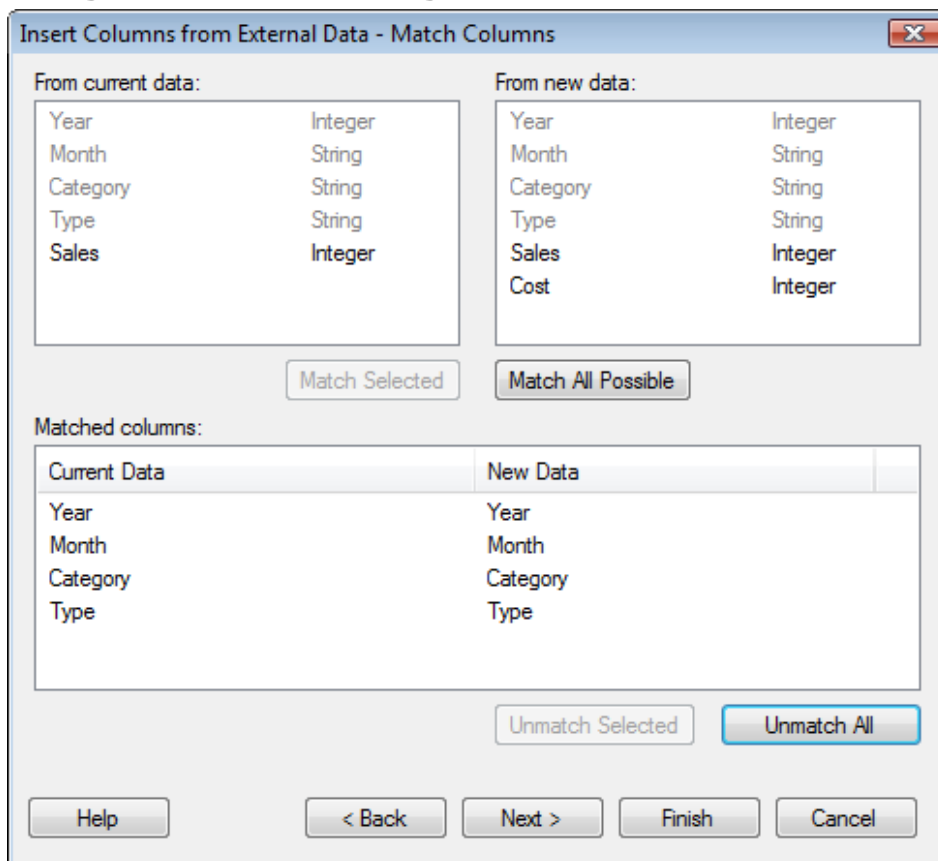 Insert Columns from External Data - Match Columns
From current data: From new data:
Year Integer Year Integer
Month String Month String
Category String Category String
Type String Type String
Sales Integer Sales Integer
Cost Integer
Match Selected Match All Possible
Matched columns:
Current Data New Data
Year Year
Month Month
Category Category
Type Type
Unmatch Selected Unmatch All
Help < Back Next > Finish Cancel